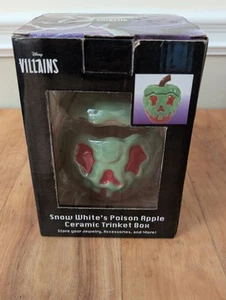 Disney
VILLAINS
Snow White's Poison Apple
Ceramic Trinket Box
Store your Jewelry, Accessories, and More!